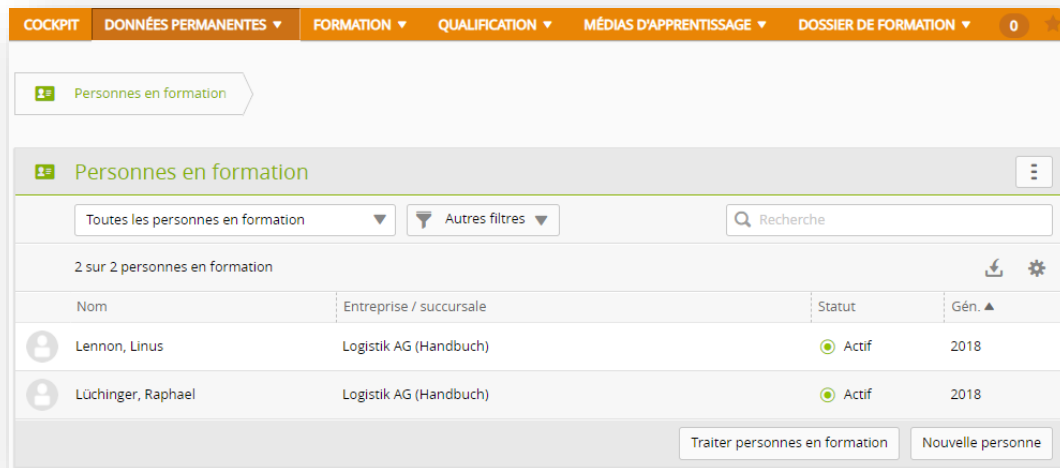 COCKPIT DONNÉES PERMANENTES ▼ FORMATION ▼ QUALIFICATION ▼ MÉDIAS D'APPRENTISSAGE ▼ DOSSIER DE FORMATION ▼ 0
Personnes en formation
Personnes en formation
Toutes les personnes en formation ▼ Autres filtres ▼ Recherche
2 sur 2 personnes en formation
Nom Entreprise / succursale Statut Gén. ▲
Lennon, Linus Logistik AG (Handbuch) Actif 2018
Lüchinger, Raphael Logistik AG (Handbuch) Actif 2018
Traiter personnes en formation Nouvelle personne